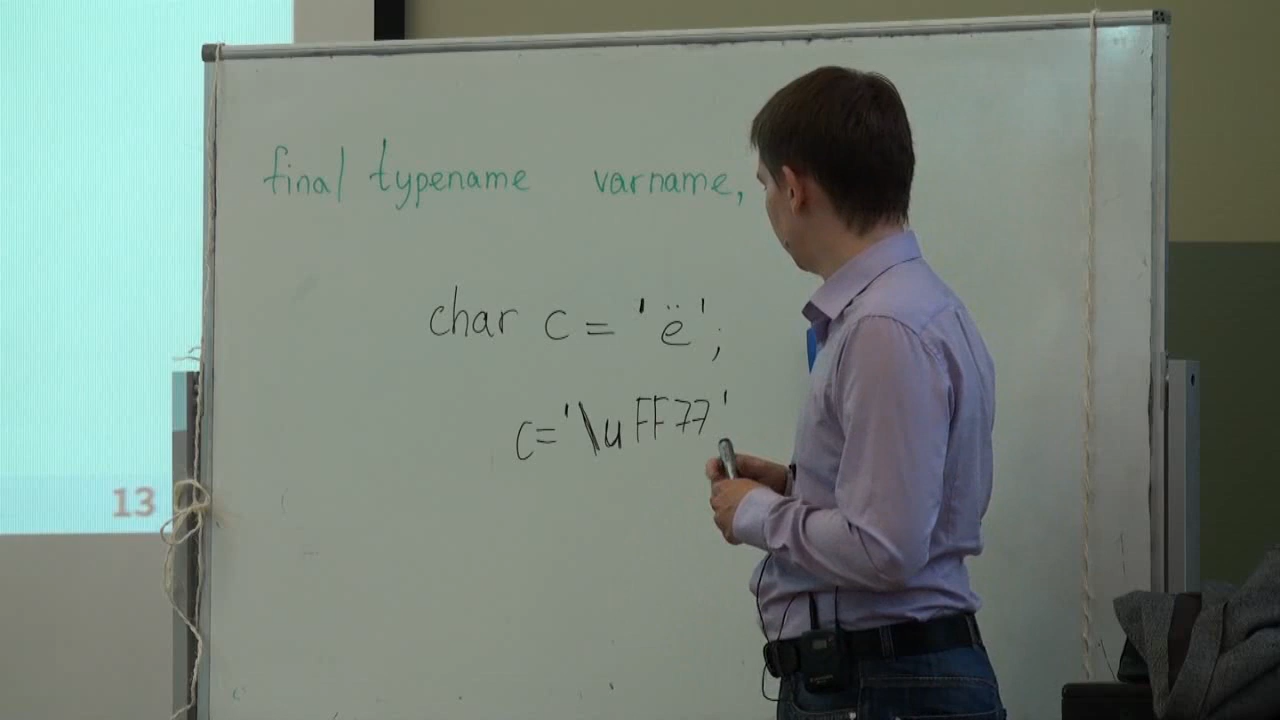 final typename varname,
char c = 'ё';
c='\uFF77'
13